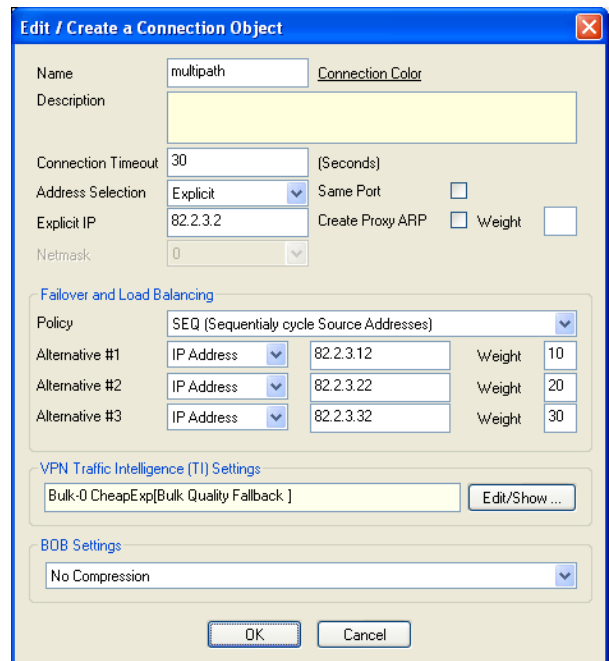 Edit / Create a Connection Object
Name multipath Connection Color
Description
Connection Timeout 30 (Seconds)
Address Selection Explicit Same Port
Explicit IP 82.2.3.2 Create Proxy ARP Weight
Netmask 0
Failover and Load Balancing
Policy SEQ (Sequentialy cycle Source Addresses)
Alternative #1 IP Address 82.2.3.12 Weight 10
Alternative #2 IP Address 82.2.3.22 Weight 20
Alternative #3 IP Address 82.2.3.32 Weight 30
VPN Traffic Intelligence (TI) Settings
Bulk-0 CheapExp[Bulk Quality Fallback ] Edit/Show ...
BOB Settings
No Compression
OK Cancel